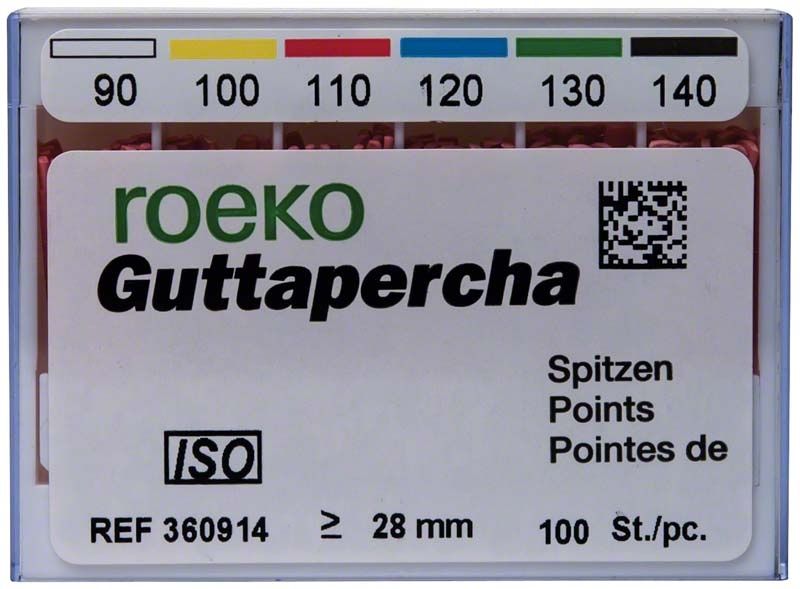 90 100 110 120 130 140
roeko
Guttapercha
Spitzen
Points
Pointes de
ISO
REF 360914 ≥ 28 mm 100 St./pc.